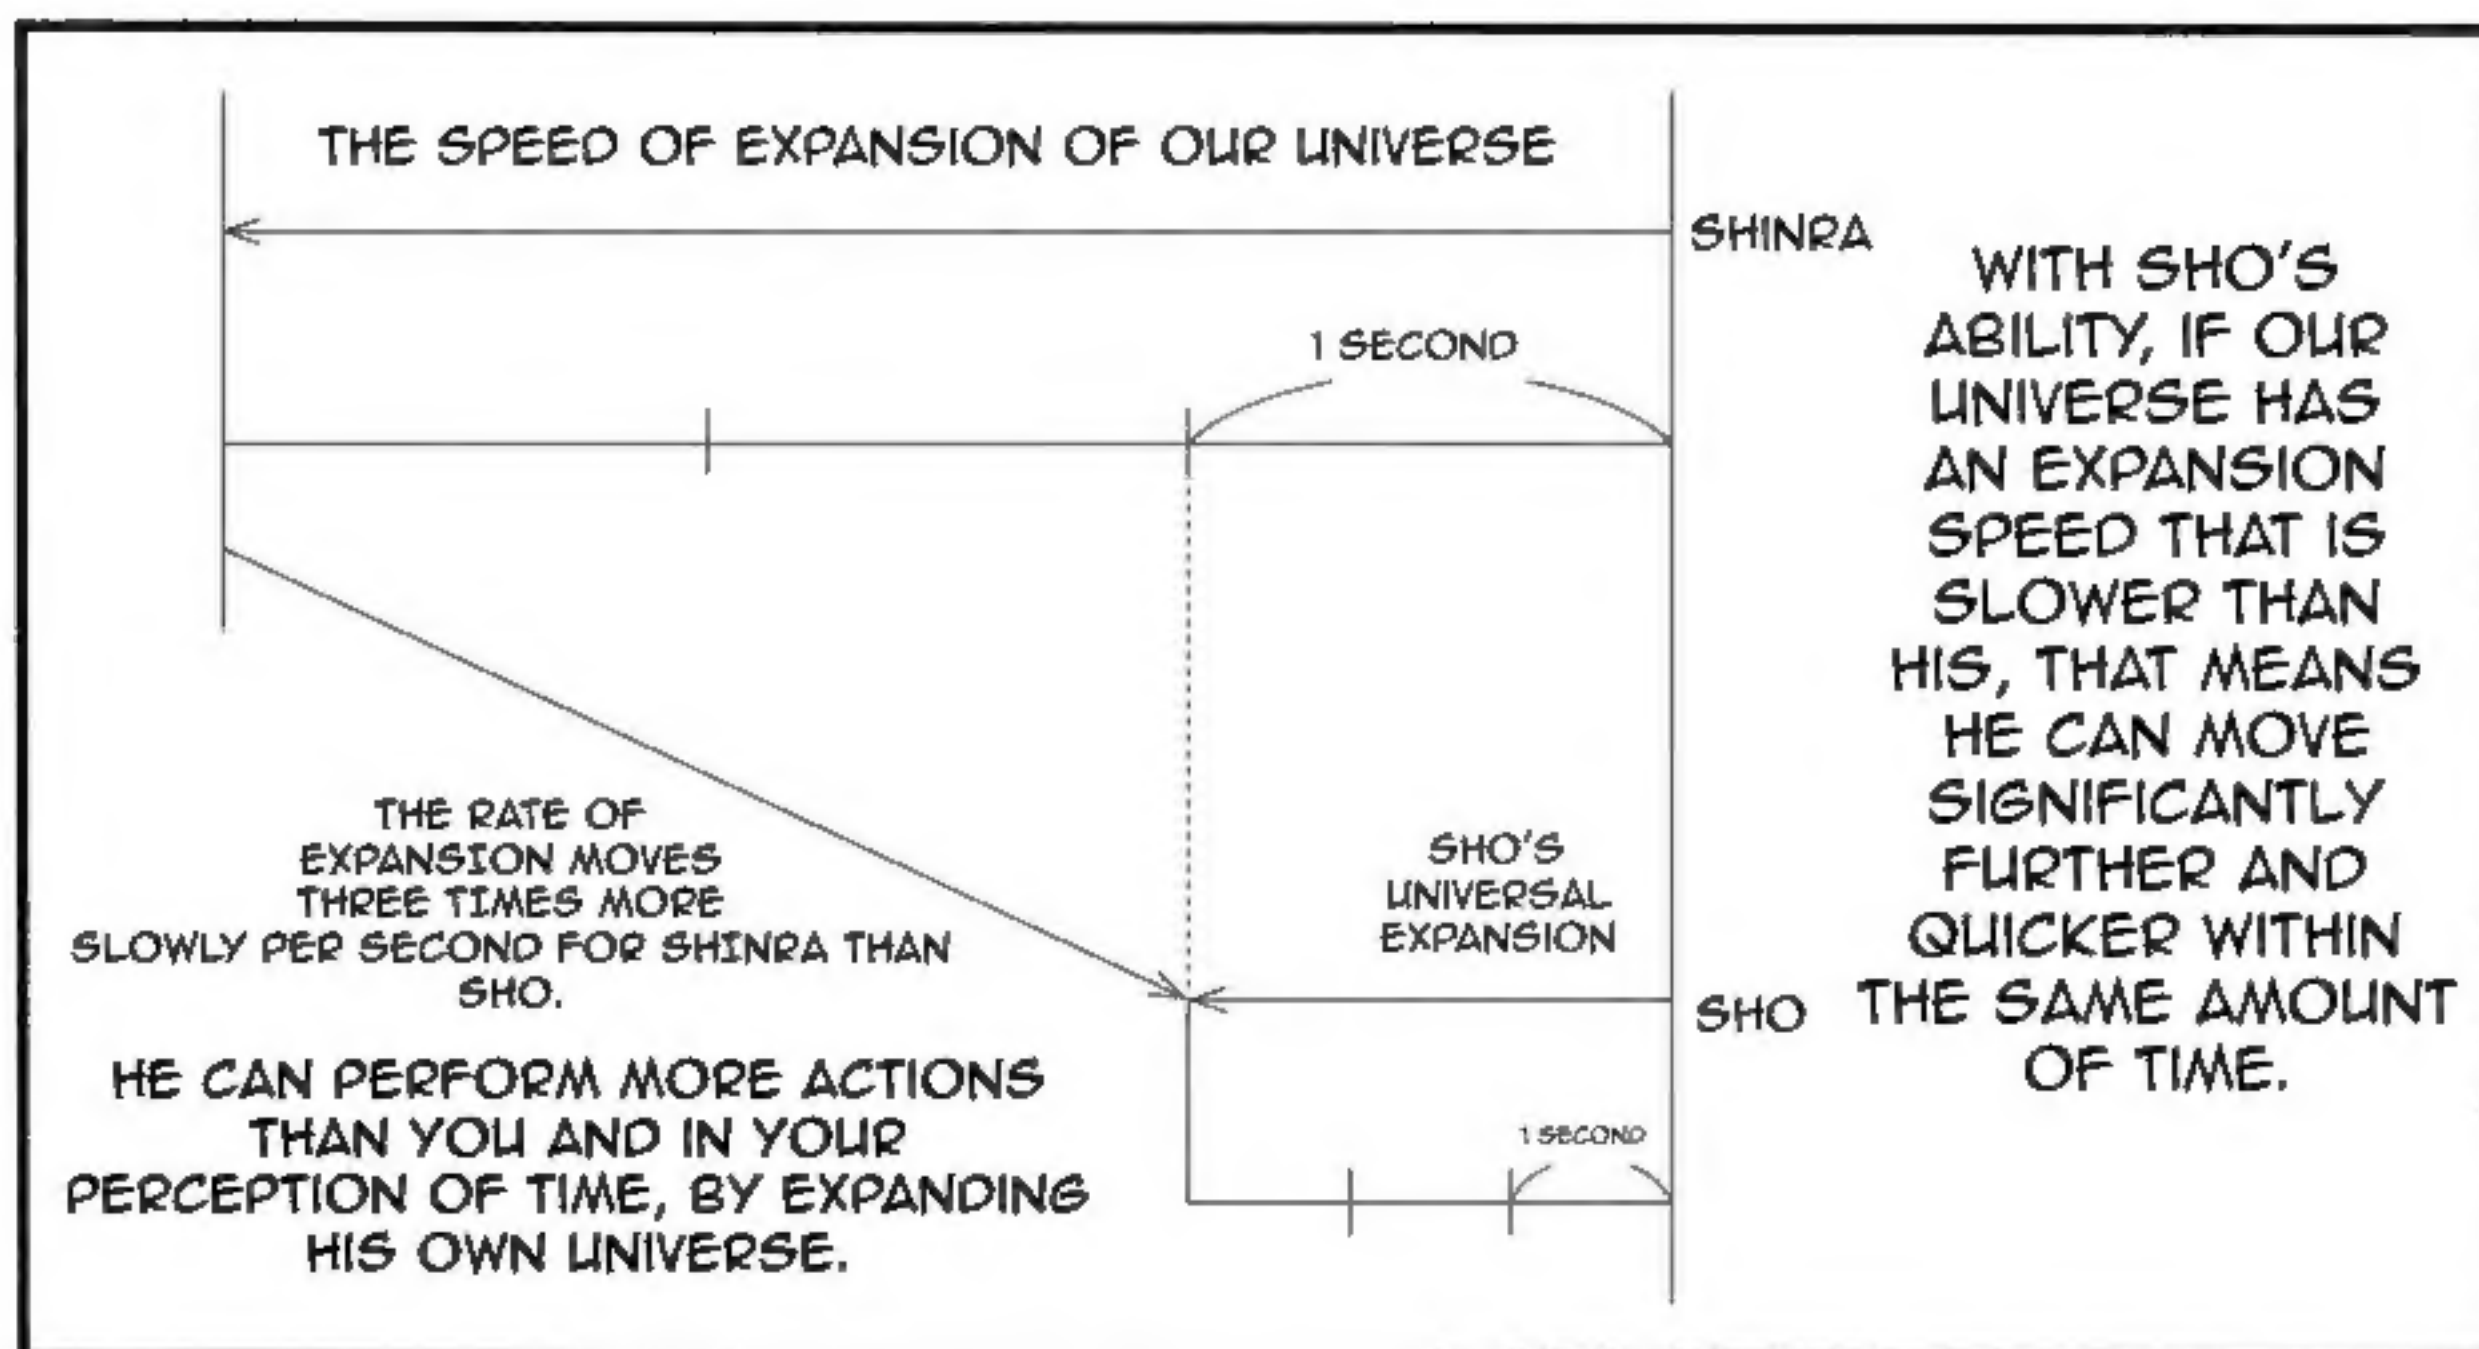 THE SPEED OF EXPANSION OF OUR UNIVERSE
SHINRA
1 SECOND
WITH SHO'S
ABILITY, IF OUR
UNIVERSE HAS
AN EXPANSION
SPEED THAT IS
SLOWER THAN
HIS, THAT MEANS
HE CAN MOVE
SIGNIFICANTLY
FURTHER AND
QUICKER WITHIN
THE SAME AMOUNT
OF TIME.
THE RATE OF
EXPANSION MOVES
THREE TIMES MORE
SLOWLY PER SECOND FOR SHINRA THAN
SHO.
SHO'S
UNIVERSAL
EXPANSION
SHO
HE CAN PERFORM MORE ACTIONS
THAN YOU AND IN YOUR
PERCEPTION OF TIME, BY EXPANDING
HIS OWN UNIVERSE.
1 SECOND